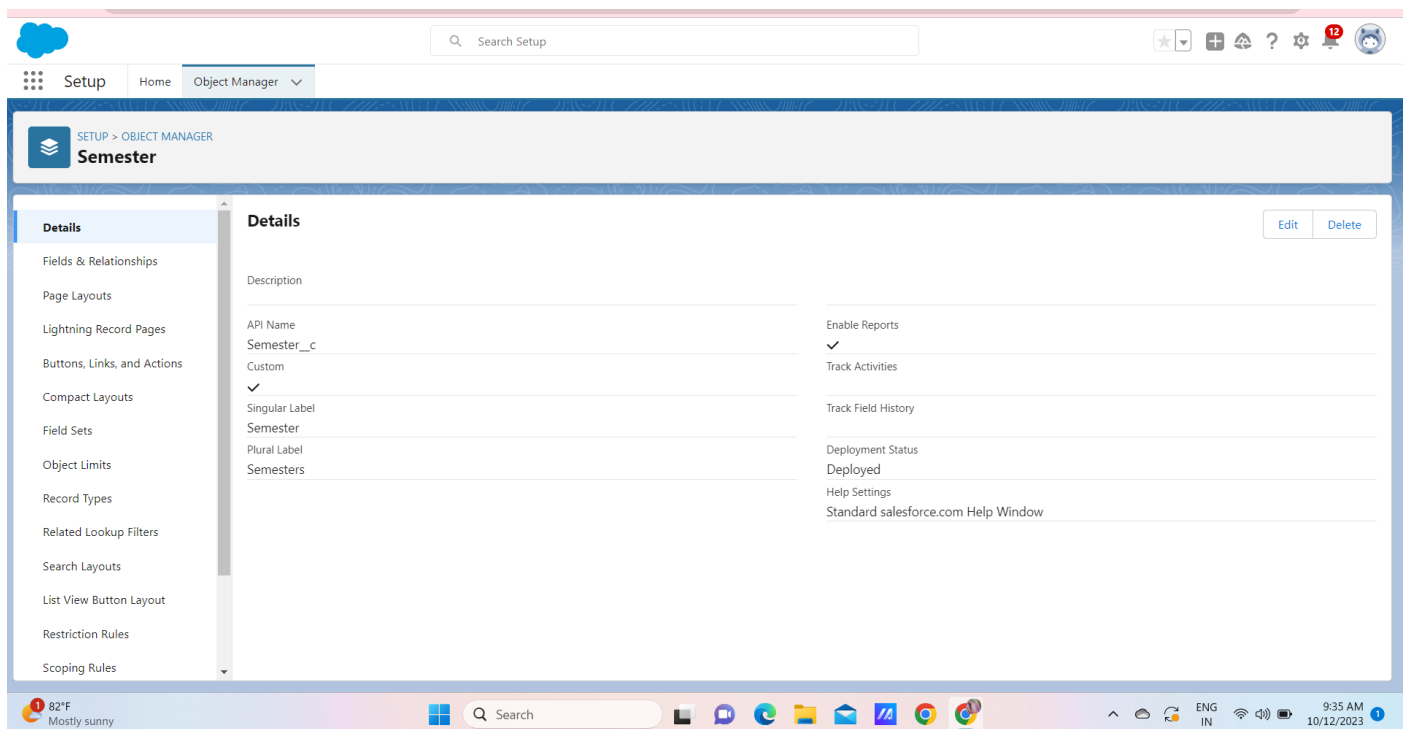 Search Setup
12
Setup
Home
Object Manager
SETUP > OBJECT MANAGER
Semester
Details
Fields & Relationships
Page Layouts
Lightning Record Pages
Buttons, Links, and Actions
Compact Layouts
Field Sets
Object Limits
Record Types
Related Lookup Filters
Search Layouts
List View Button Layout
Restriction Rules
Scoping Rules
Details
Edit
Delete
Description
API Name
Semester__c
Custom
Singular Label
Semester
Plural Label
Semesters
Enable Reports
Track Activities
Track Field History
Deployment Status
Deployed
Help Settings
Standard salesforce.com Help Window
1
82°F
Mostly sunny
Search
ENG
IN
9:35 AM
10/12/2023
1